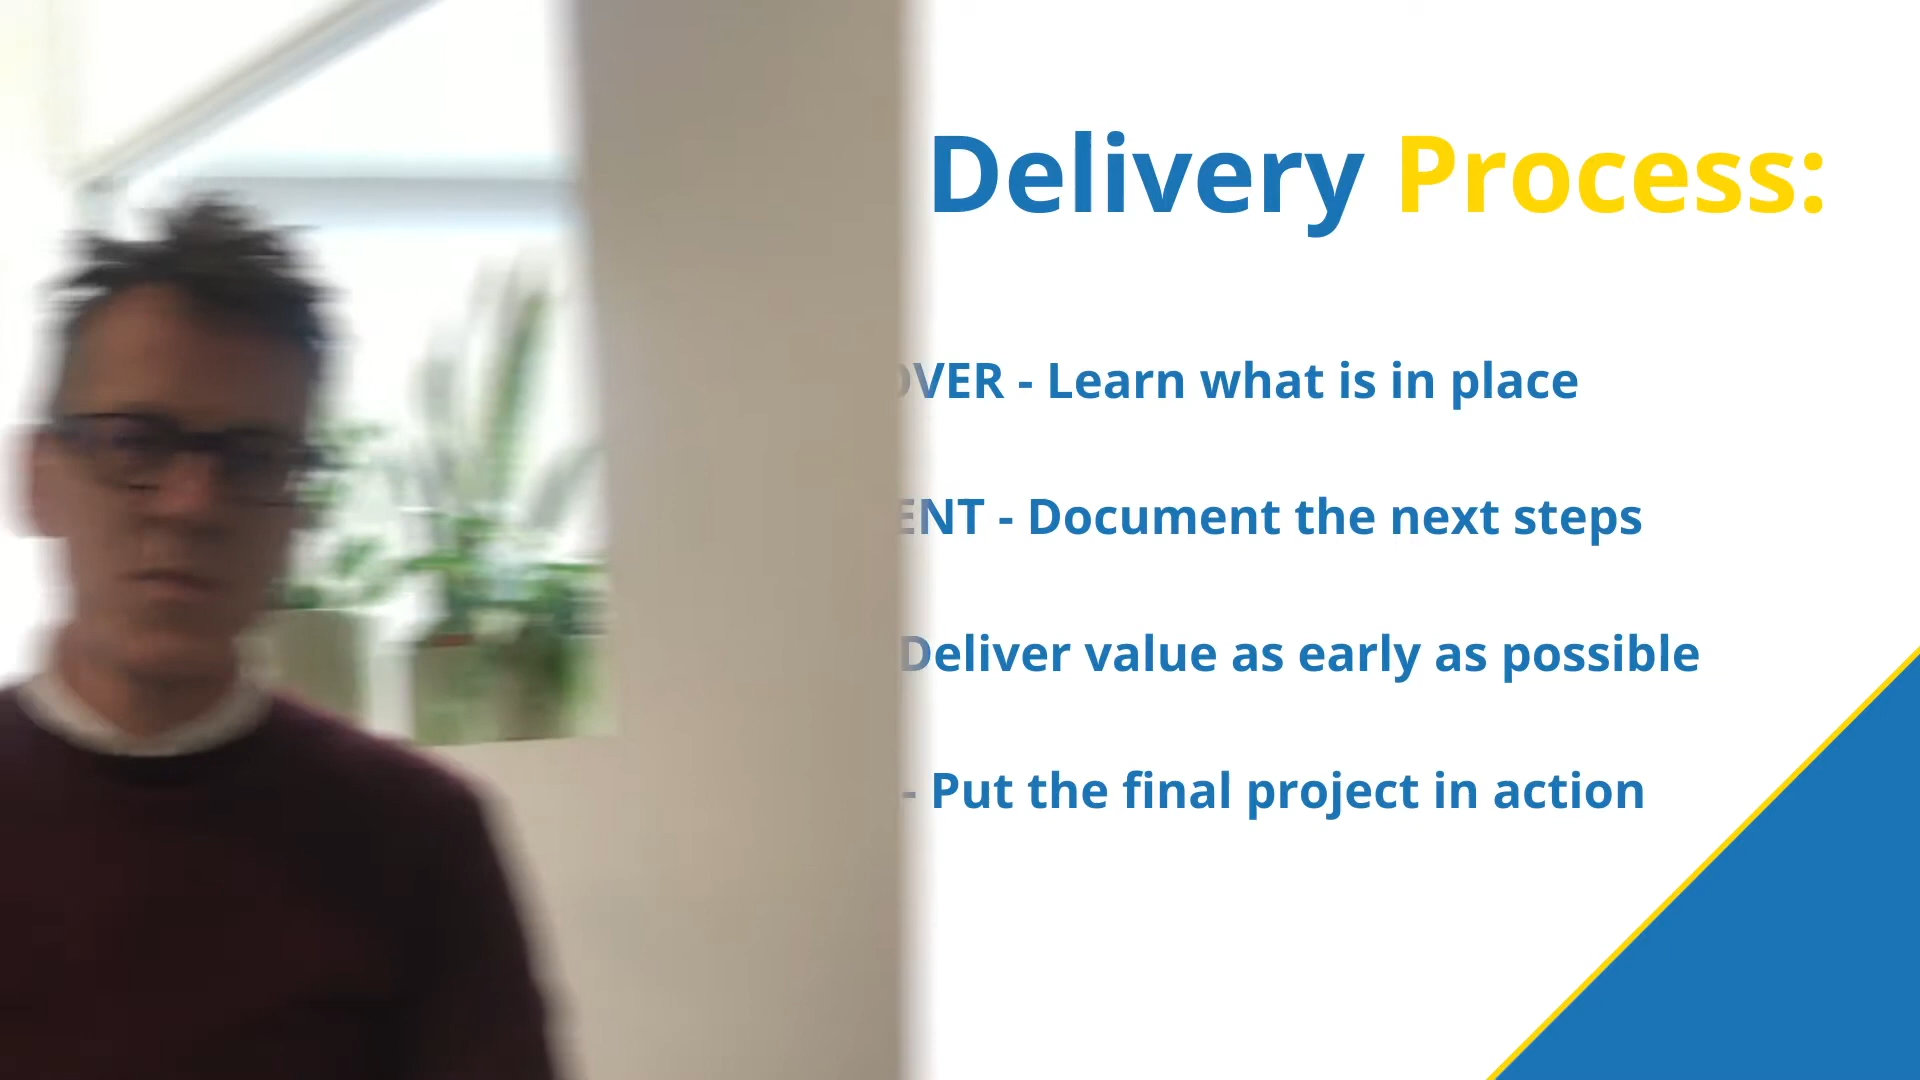 Delivery Process:
OVER - Learn what is in place
ENT - Document the next steps
Deliver value as early as possible
- Put the final project in action